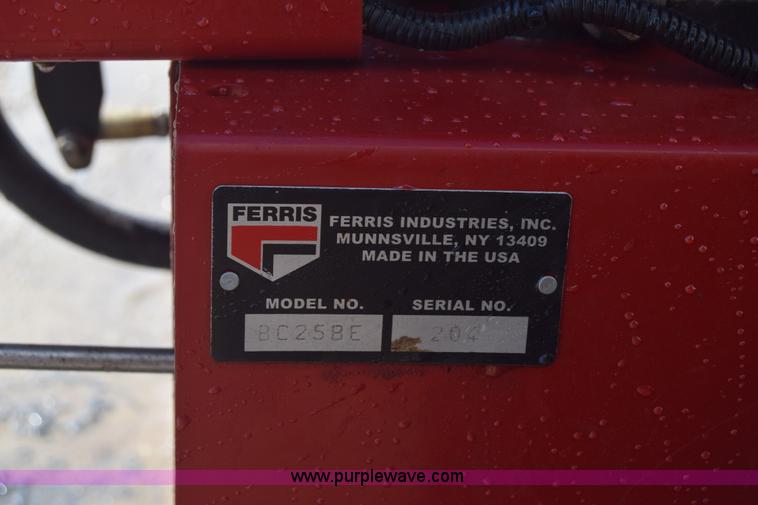 FERRIS
FERRIS INDUSTRIES, INC.
MUNNSVILLE, NY 13409
MADE IN THE USA
MODEL NO. SERIAL NO.
BC25BE 204
www.purplewave.com